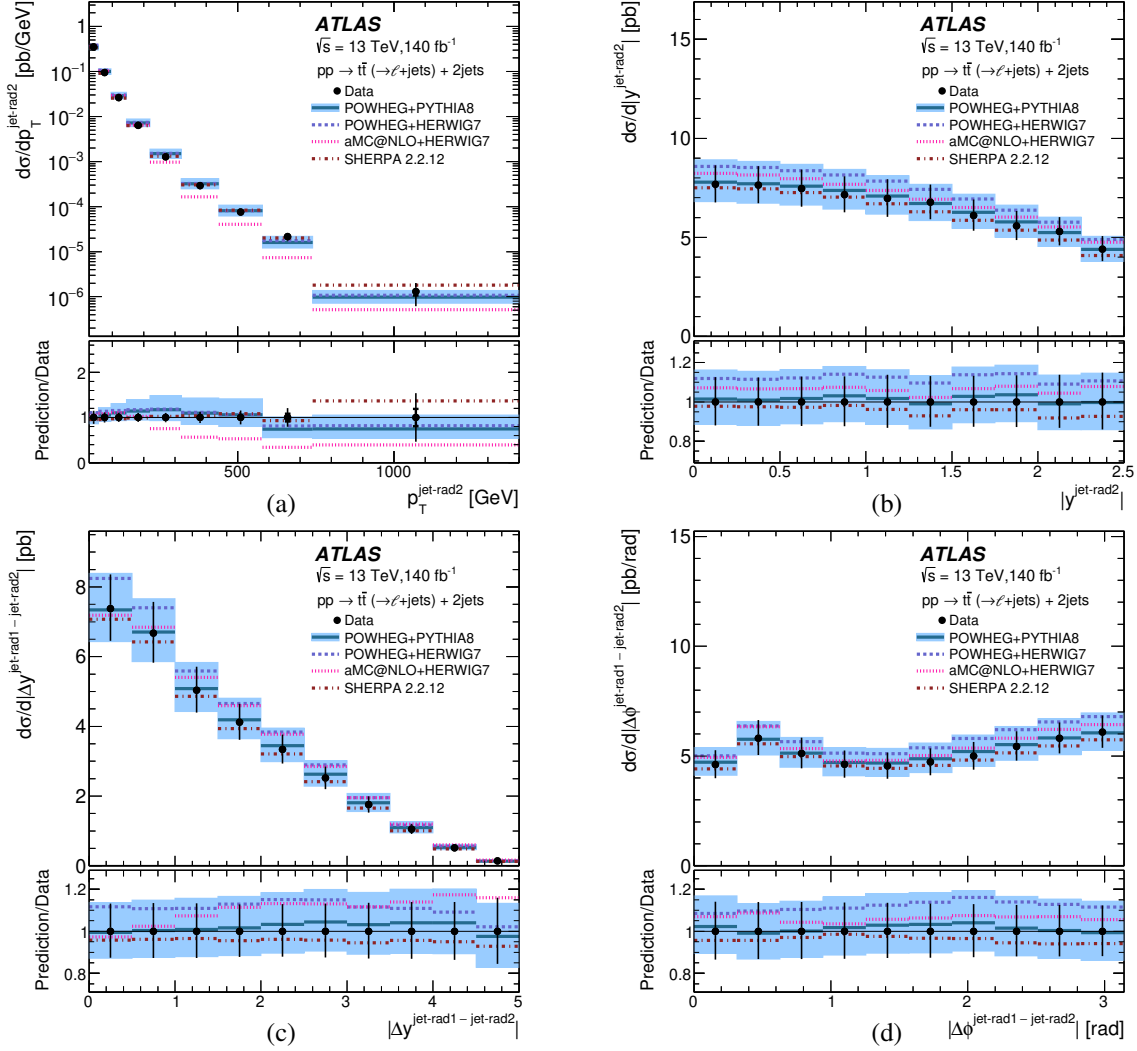 dσ/dp_T^jet-rad2 [pb/GeV]
1
10⁻¹
10⁻²
10⁻³
10⁻⁴
10⁻⁵
10⁻⁶
ATLAS
√s = 13 TeV,140 fb⁻¹
pp → tt̄ (→ℓ+jets) + 2jets
Data
POWHEG+PYTHIA8
POWHEG+HERWIG7
aMC@NLO+HERWIG7
SHERPA 2.2.12
Prediction/Data
2
1
0
500
1000
p_T^jet-rad2 [GeV]
(a)
dσ/d|y^jet-rad2| [pb]
15
10
5
0
ATLAS
√s = 13 TeV,140 fb⁻¹
pp → tt̄ (→ℓ+jets) + 2jets
Data
POWHEG+PYTHIA8
POWHEG+HERWIG7
aMC@NLO+HERWIG7
SHERPA 2.2.12
Prediction/Data
1.2
1
0.8
0 0.5 1 1.5 2 2.5
|y^jet-rad2|
(b)
dσ/d|Δy^jet-rad1 − jet-rad2| [pb]
8
6
4
2
0
ATLAS
√s = 13 TeV,140 fb⁻¹
pp → tt̄ (→ℓ+jets) + 2jets
Data
POWHEG+PYTHIA8
POWHEG+HERWIG7
aMC@NLO+HERWIG7
SHERPA 2.2.12
Prediction/Data
1.2
1
0.8
0 1 2 3 4 5
|Δy^jet-rad1 − jet-rad2|
(c)
dσ/d|Δϕ^jet-rad1 − jet-rad2| [pb/rad]
15
10
5
0
ATLAS
√s = 13 TeV,140 fb⁻¹
pp → tt̄ (→ℓ+jets) + 2jets
Data
POWHEG+PYTHIA8
POWHEG+HERWIG7
aMC@NLO+HERWIG7
SHERPA 2.2.12
Prediction/Data
1.2
1
0.8
0 1 2 3
|Δϕ^jet-rad1 − jet-rad2| [rad]
(d)